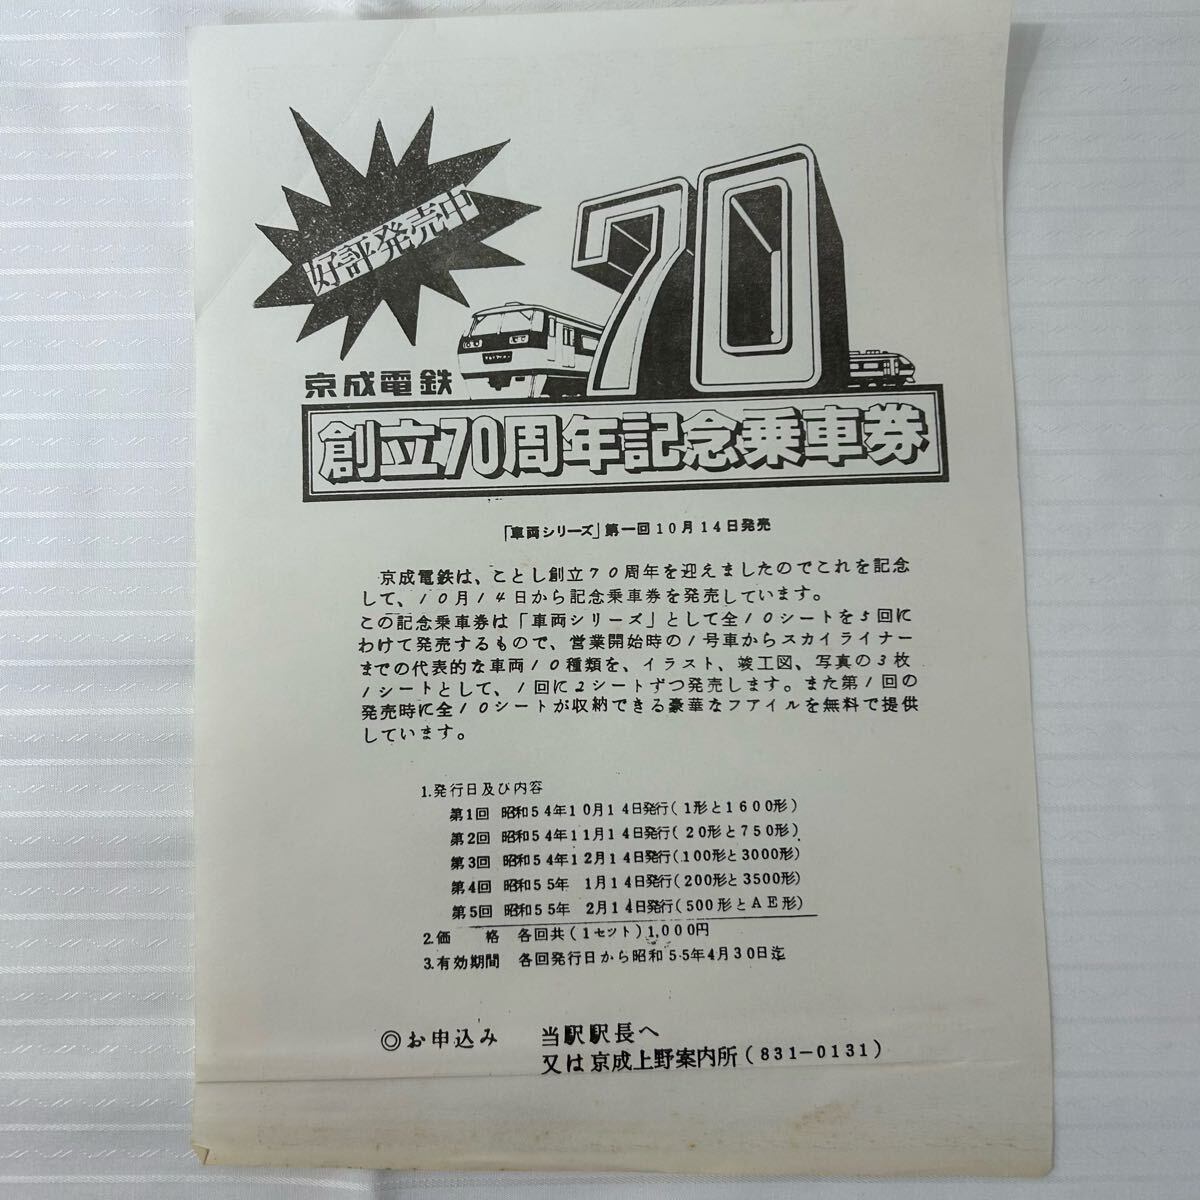 好評発売中
70
京成電鉄
創立70周年記念乗車券
「車両シリーズ」第一回10月14日発売
京成電鉄は、ことし創立70周年を迎えましたのでこれを記念
して、10月14日から記念乗車券を発売しています。
この記念乗車券は「車両シリーズ」として全10シートを5回に
わけて発売するもので、営業開始時の1号車からスカイライナー
までの代表的な車両10種類を、イラスト、竣工図、写真の3枚
1シートとして、1回に2シートずつ発売します。また第1回の
発売時に全10シートが収納できる豪華なファイルを無料で提供
しています。
1.発行日及び内容
第1回 昭和54年10月14日発行(1形と1600形)
第2回 昭和54年11月14日発行(20形と750形)
第3回 昭和54年12月14日発行(100形と3000形)
第4回 昭和55年 1月14日発行(200形と3500形)
第5回 昭和55年 2月14日発行(500形とAE形)
2.価 格 各回共(1セット)1,000円
3.有効期間 各回発行日から昭和55年4月30日迄
◎お申込み 当駅駅長へ
又は京成上野案内所(831-0131)